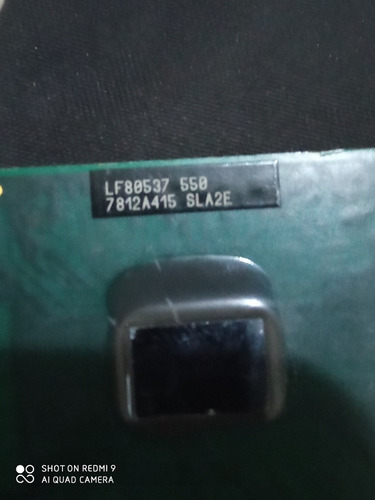 LF80537 550
7812A415 SLA2E
SHOT ON REDMI 9
AI QUAD CAMERA